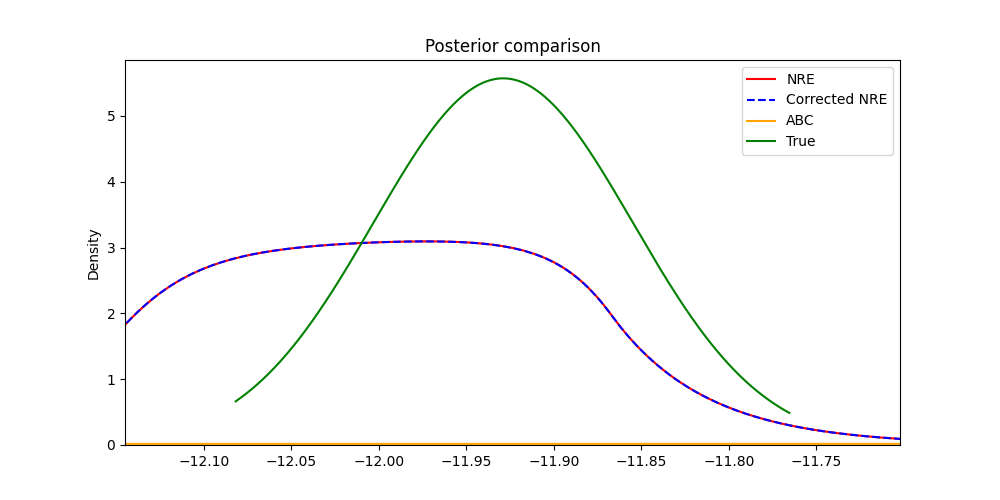 Posterior comparison
NRE
Corrected NRE
ABC
True
Density
5
4
3
2
1
0
−12.10 −12.05 −12.00 −11.95 −11.90 −11.85 −11.80 −11.75